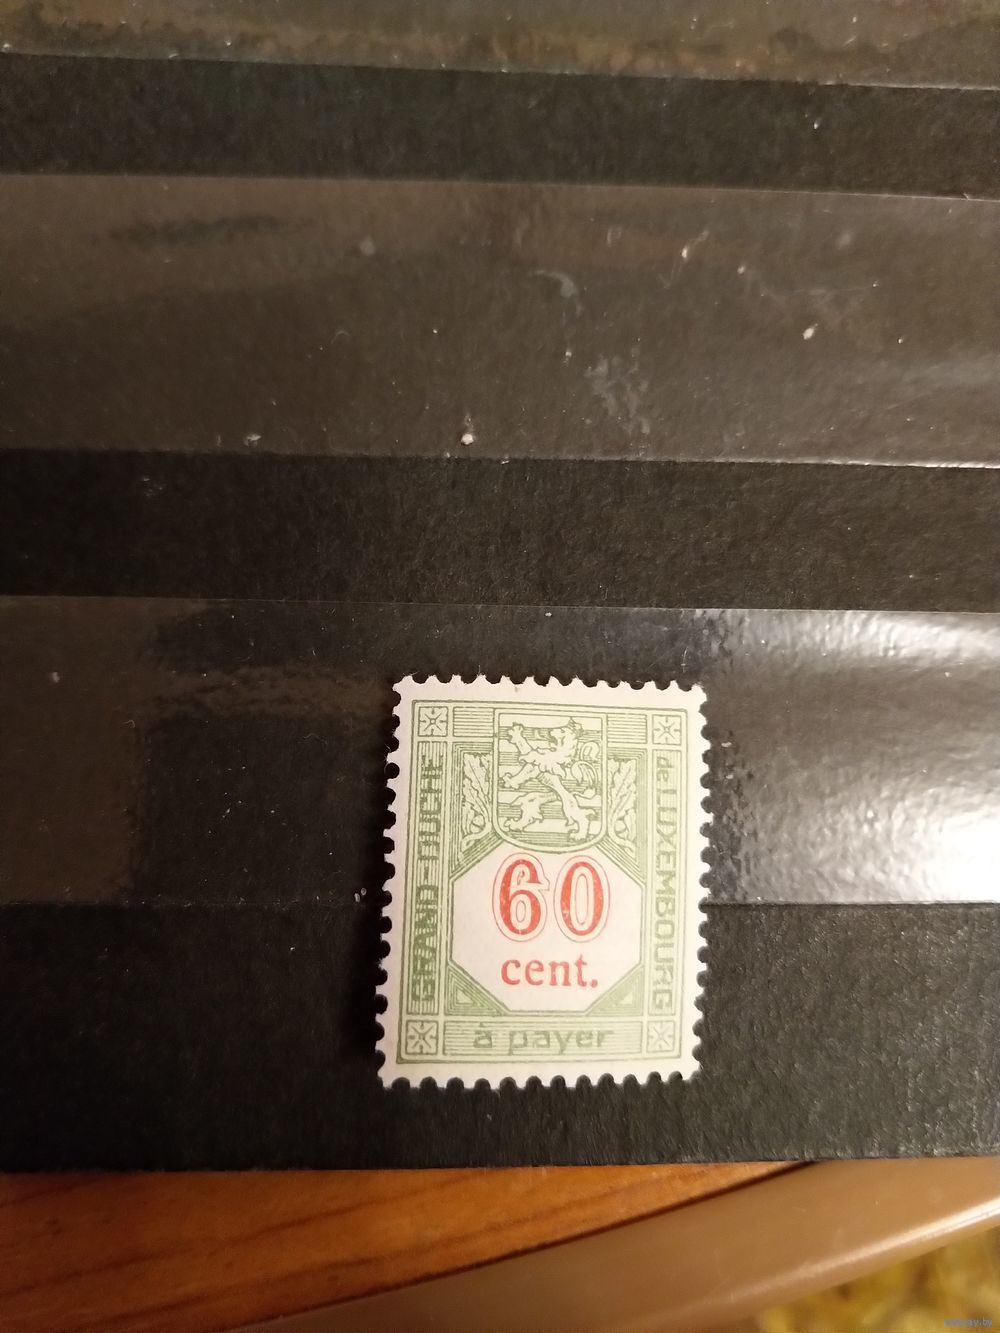 GRAND-DUCHÉ
de LUXEMBOURG
60
cent.
à payer